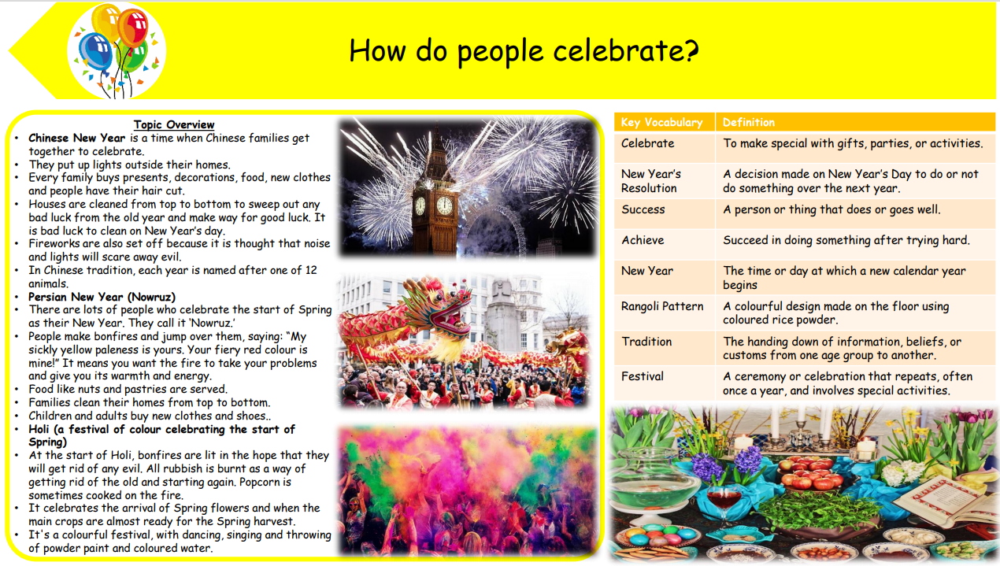 How do people celebrate?
Topic Overview
• Chinese New Year is a time when Chinese families get
together to celebrate.
• They put up lights outside their homes.
• Every family buys presents, decorations, food, new clothes
and people have their hair cut.
• Houses are cleaned from top to bottom to sweep out any
bad luck from the old year and make way for good luck. It
is bad luck to clean on New Year’s day.
• Fireworks are also set off because it is thought that noise
and lights will scare away evil.
• In Chinese tradition, each year is named after one of 12
animals.
• Persian New Year (Nowruz)
• There are lots of people who celebrate the start of Spring
as their New Year. They call it ‘Nowruz.’
• People make bonfires and jump over them, saying: “My
sickly yellow paleness is yours. Your fiery red colour is
mine!” It means you want the fire to take your problems
and give you its warmth and energy.
• Food like nuts and pastries are served.
• Families clean their homes from top to bottom.
• Children and adults buy new clothes and shoes..
• Holi (a festival of colour celebrating the start of
Spring)
• At the start of Holi, bonfires are lit in the hope that they
will get rid of any evil. All rubbish is burnt as a way of
getting rid of the old and starting again. Popcorn is
sometimes cooked on the fire.
• It celebrates the arrival of Spring flowers and when the
main crops are almost ready for the Spring harvest.
• It's a colourful festival, with dancing, singing and throwing
of powder paint and coloured water.
Key Vocabulary Definition
Celebrate To make special with gifts, parties, or activities.
New Year’s A decision made on New Year’s Day to do or not
Resolution do something over the next year.
Success A person or thing that does or goes well.
Achieve Succeed in doing something after trying hard.
New Year The time or day at which a new calendar year
begins
Rangoli Pattern A colourful design made on the floor using
coloured rice powder.
Tradition The handing down of information, beliefs, or
customs from one age group to another.
Festival A ceremony or celebration that repeats, often
once a year, and involves special activities.